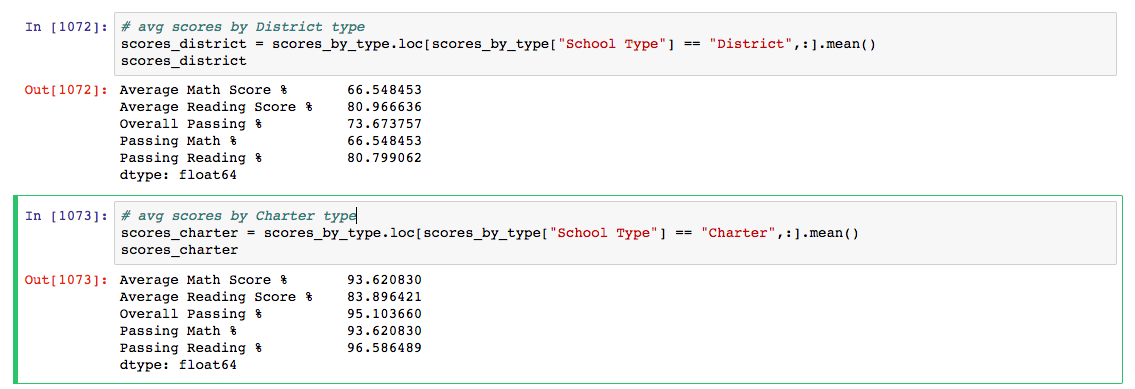 In [1072]: # avg scores by District type
scores_district = scores_by_type.loc[scores_by_type["School Type"] == "District",:].mean()
scores_district
Out[1072]: Average Math Score % 66.548453
Average Reading Score % 80.966636
Overall Passing % 73.673757
Passing Math % 66.548453
Passing Reading % 80.799062
dtype: float64
In [1073]: # avg scores by Charter type
scores_charter = scores_by_type.loc[scores_by_type["School Type"] == "Charter",:].mean()
scores_charter
Out[1073]: Average Math Score % 93.620830
Average Reading Score % 83.896421
Overall Passing % 95.103660
Passing Math % 93.620830
Passing Reading % 96.586489
dtype: float64